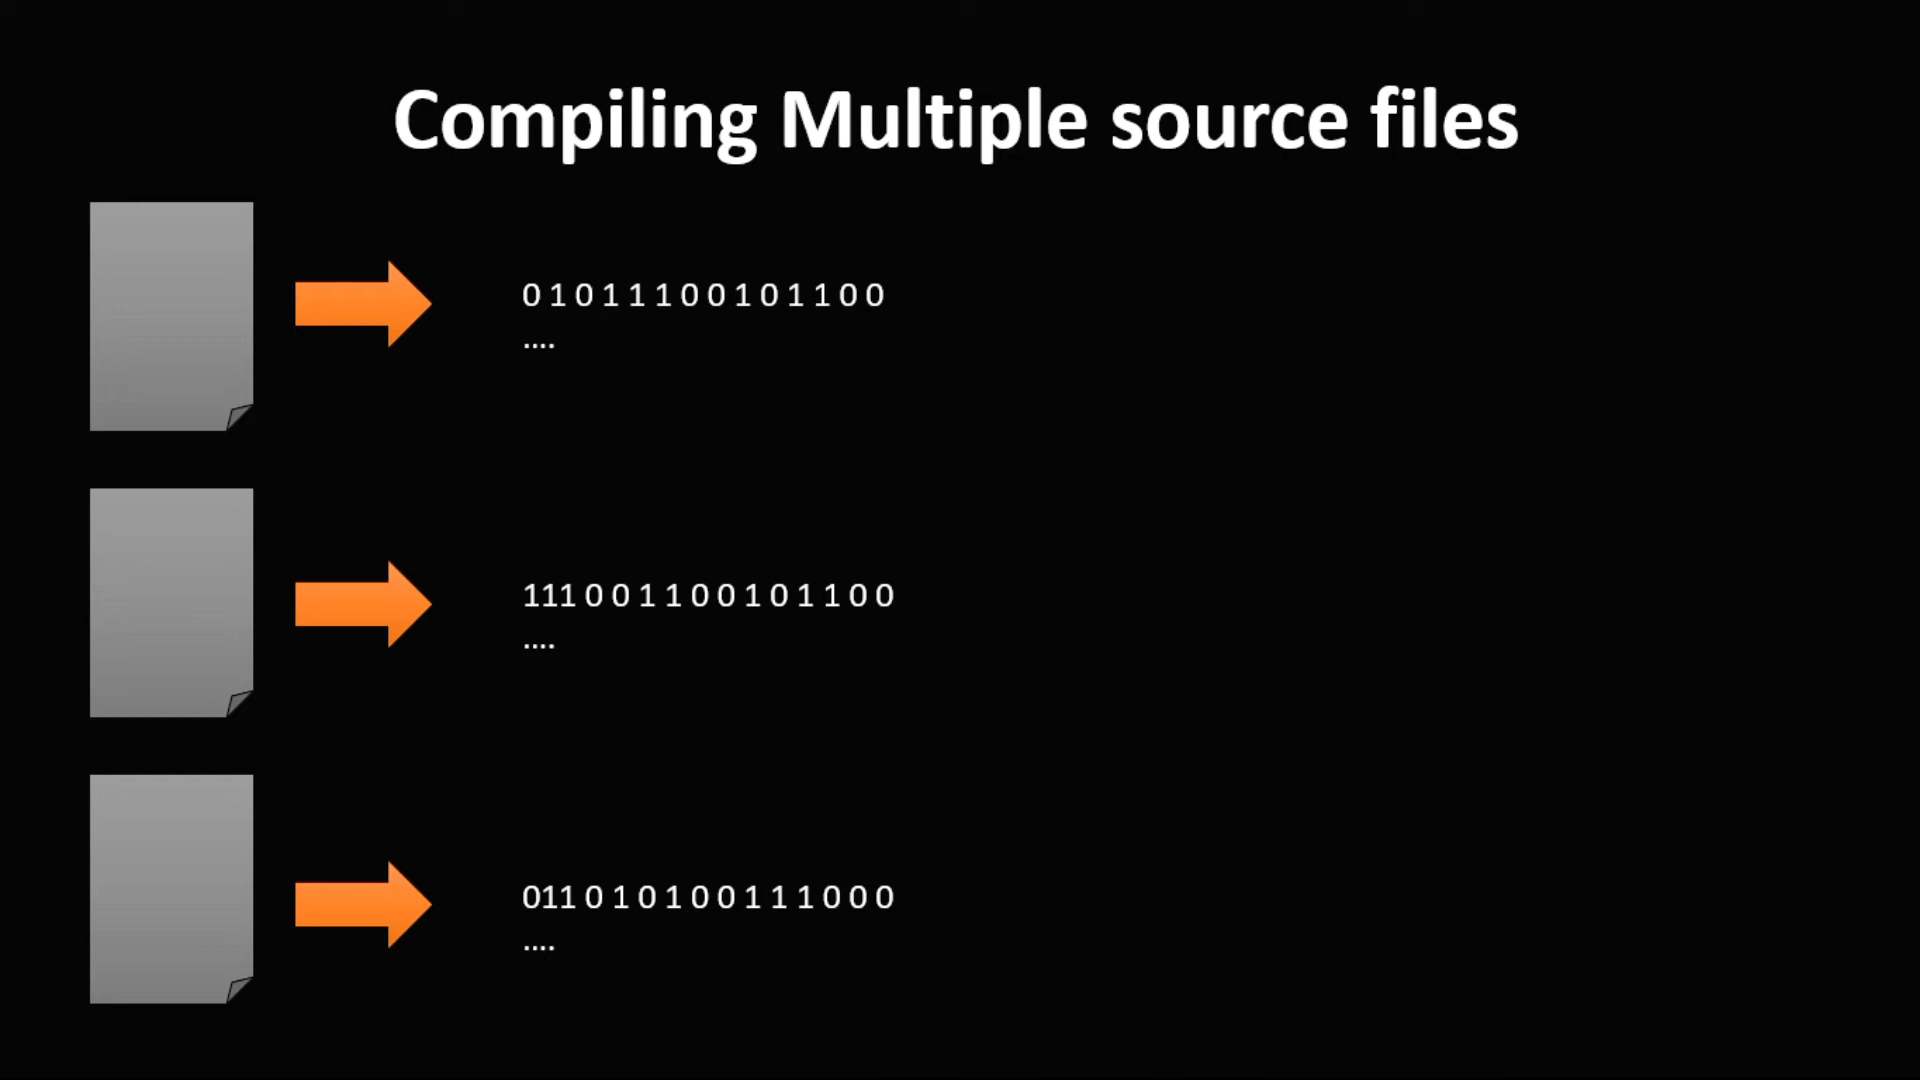 Compiling Multiple source files
0 1 0 1 1 1 0 0 1 0 1 1 0 0
....
111 0 0 1 1 0 0 1 0 1 1 0 0
....
011 0 1 0 1 0 0 1 1 1 0 0 0
....